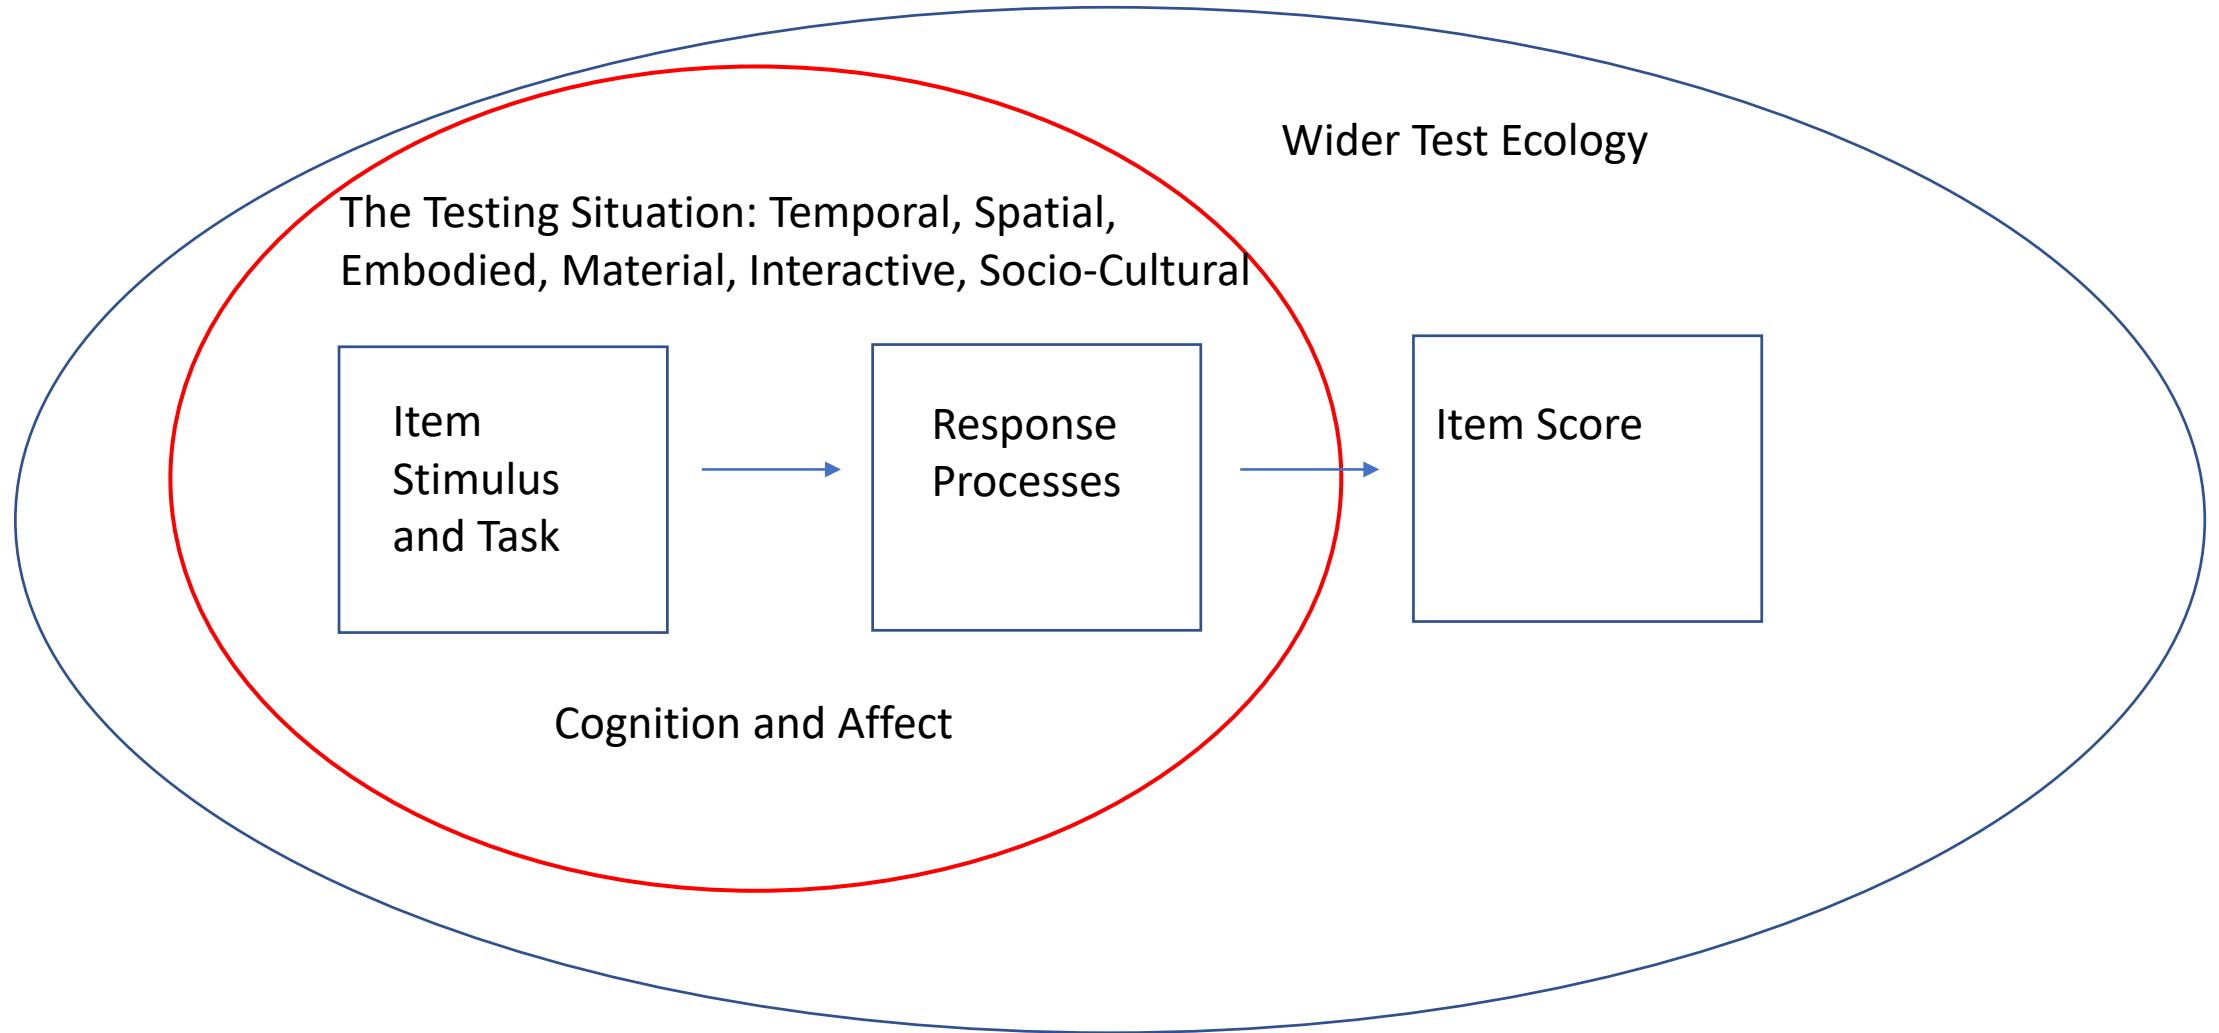 Wider Test Ecology
The Testing Situation: Temporal, Spatial,
Embodied, Material, Interactive, Socio-Cultural
Item
Stimulus
and Task
Response
Processes
Item Score
Cognition and Affect